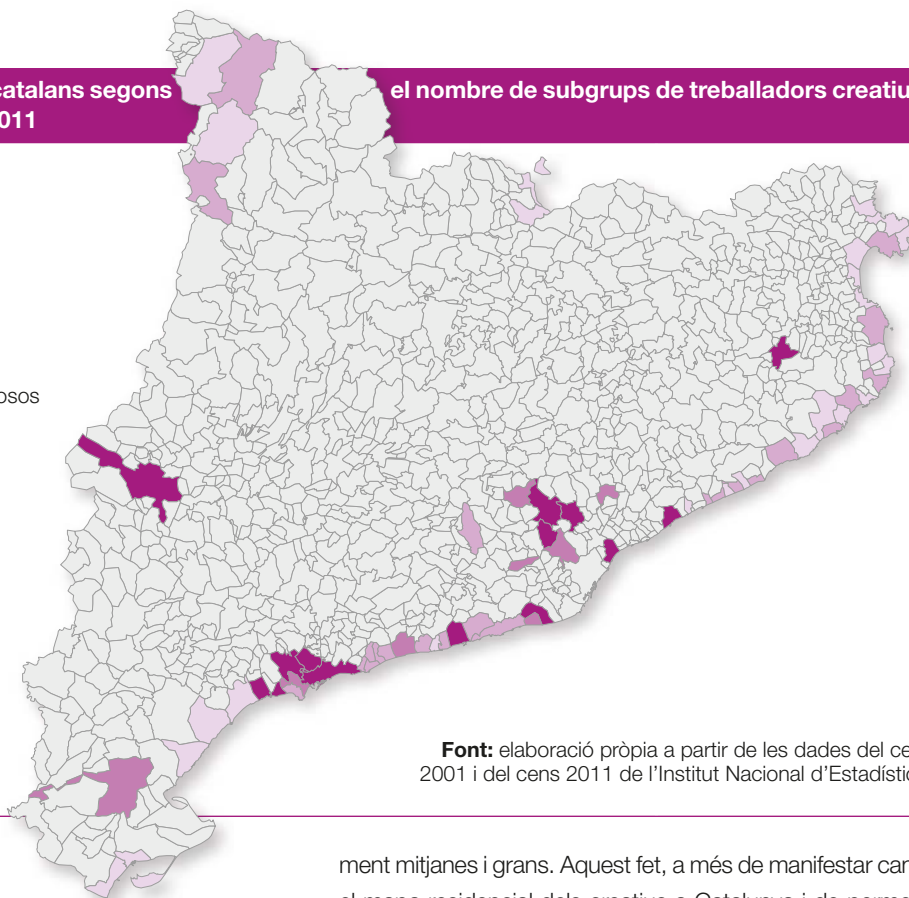 catalans segons el nombre de subgrups de treballadors creatiu
011
osos
Font: elaboració pròpia a partir de les dades del ce
2001 i del cens 2011 de l'Institut Nacional d'Estadístic
ment mitjanes i grans. Aquest fet, a més de manifestar can